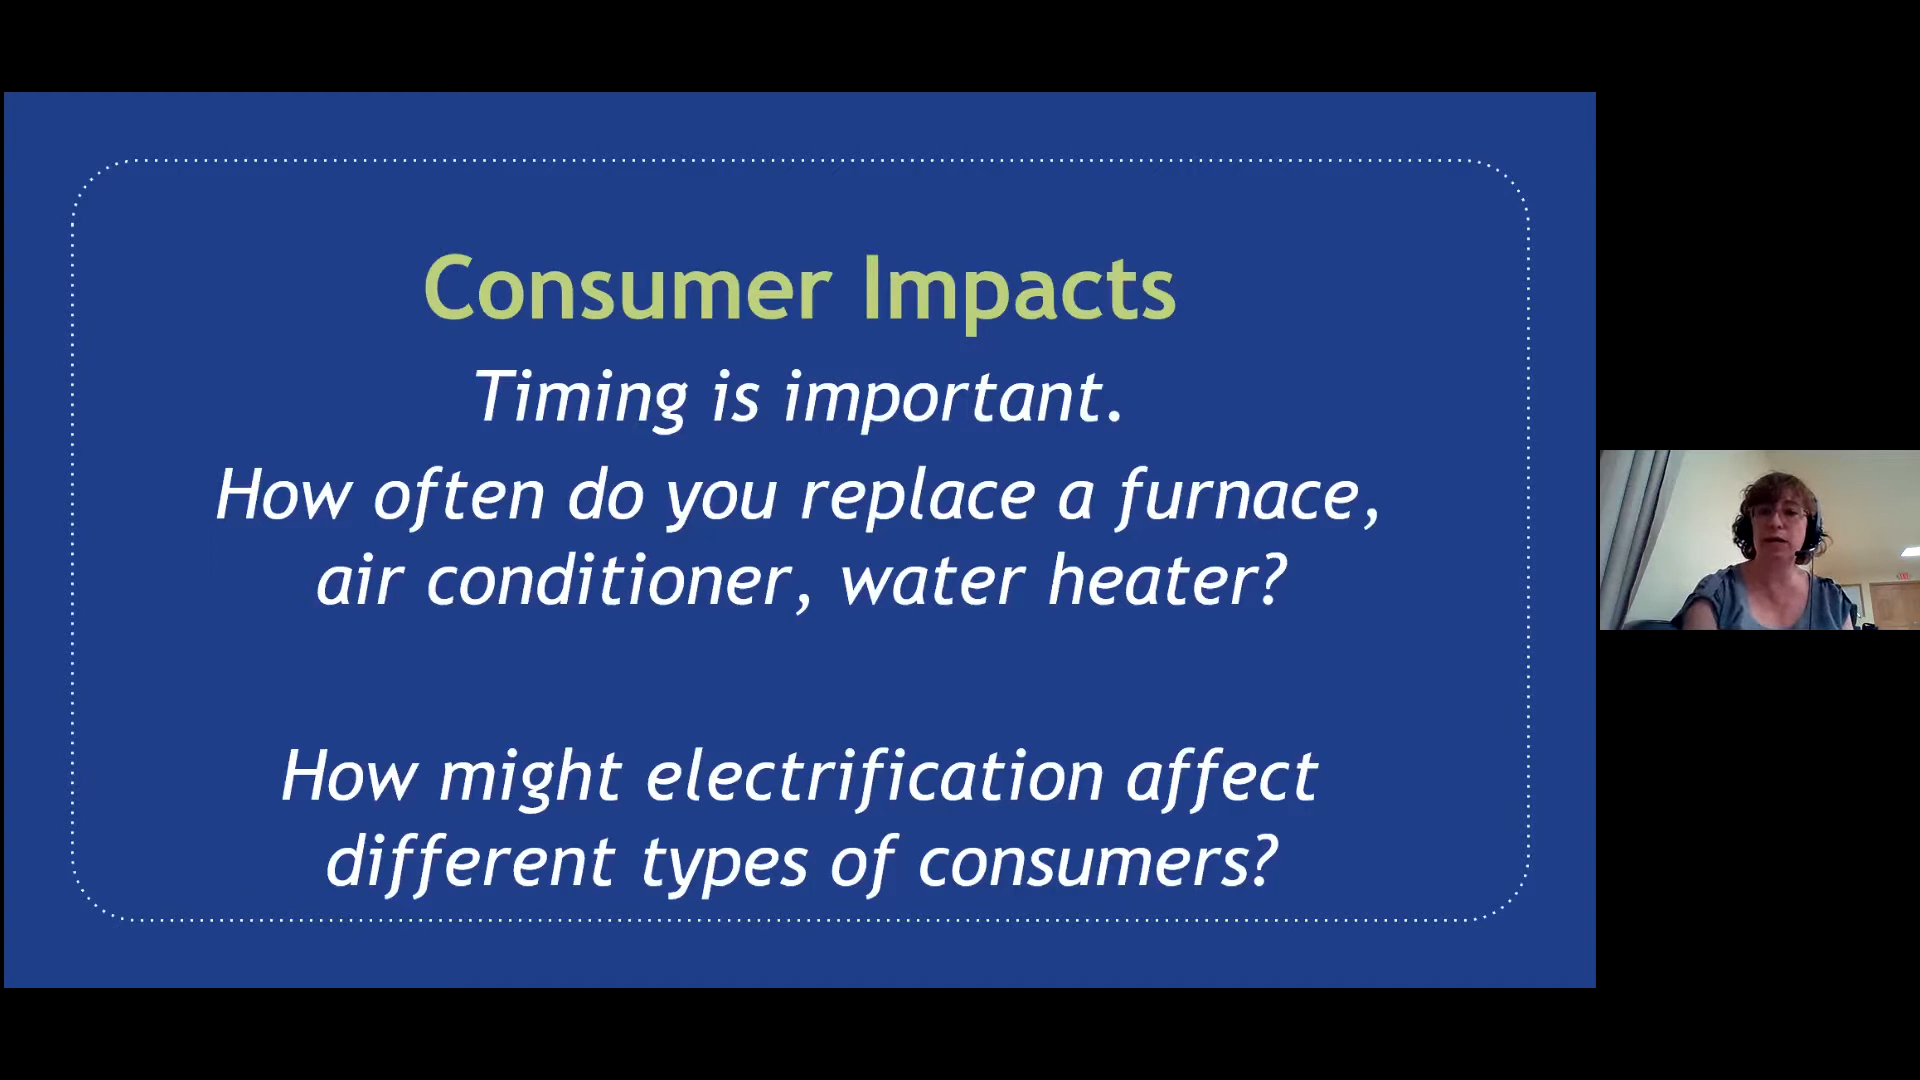 Consumer Impacts
Timing is important.
How often do you replace a furnace,
air conditioner, water heater?
How might electrification affect
different types of consumers?